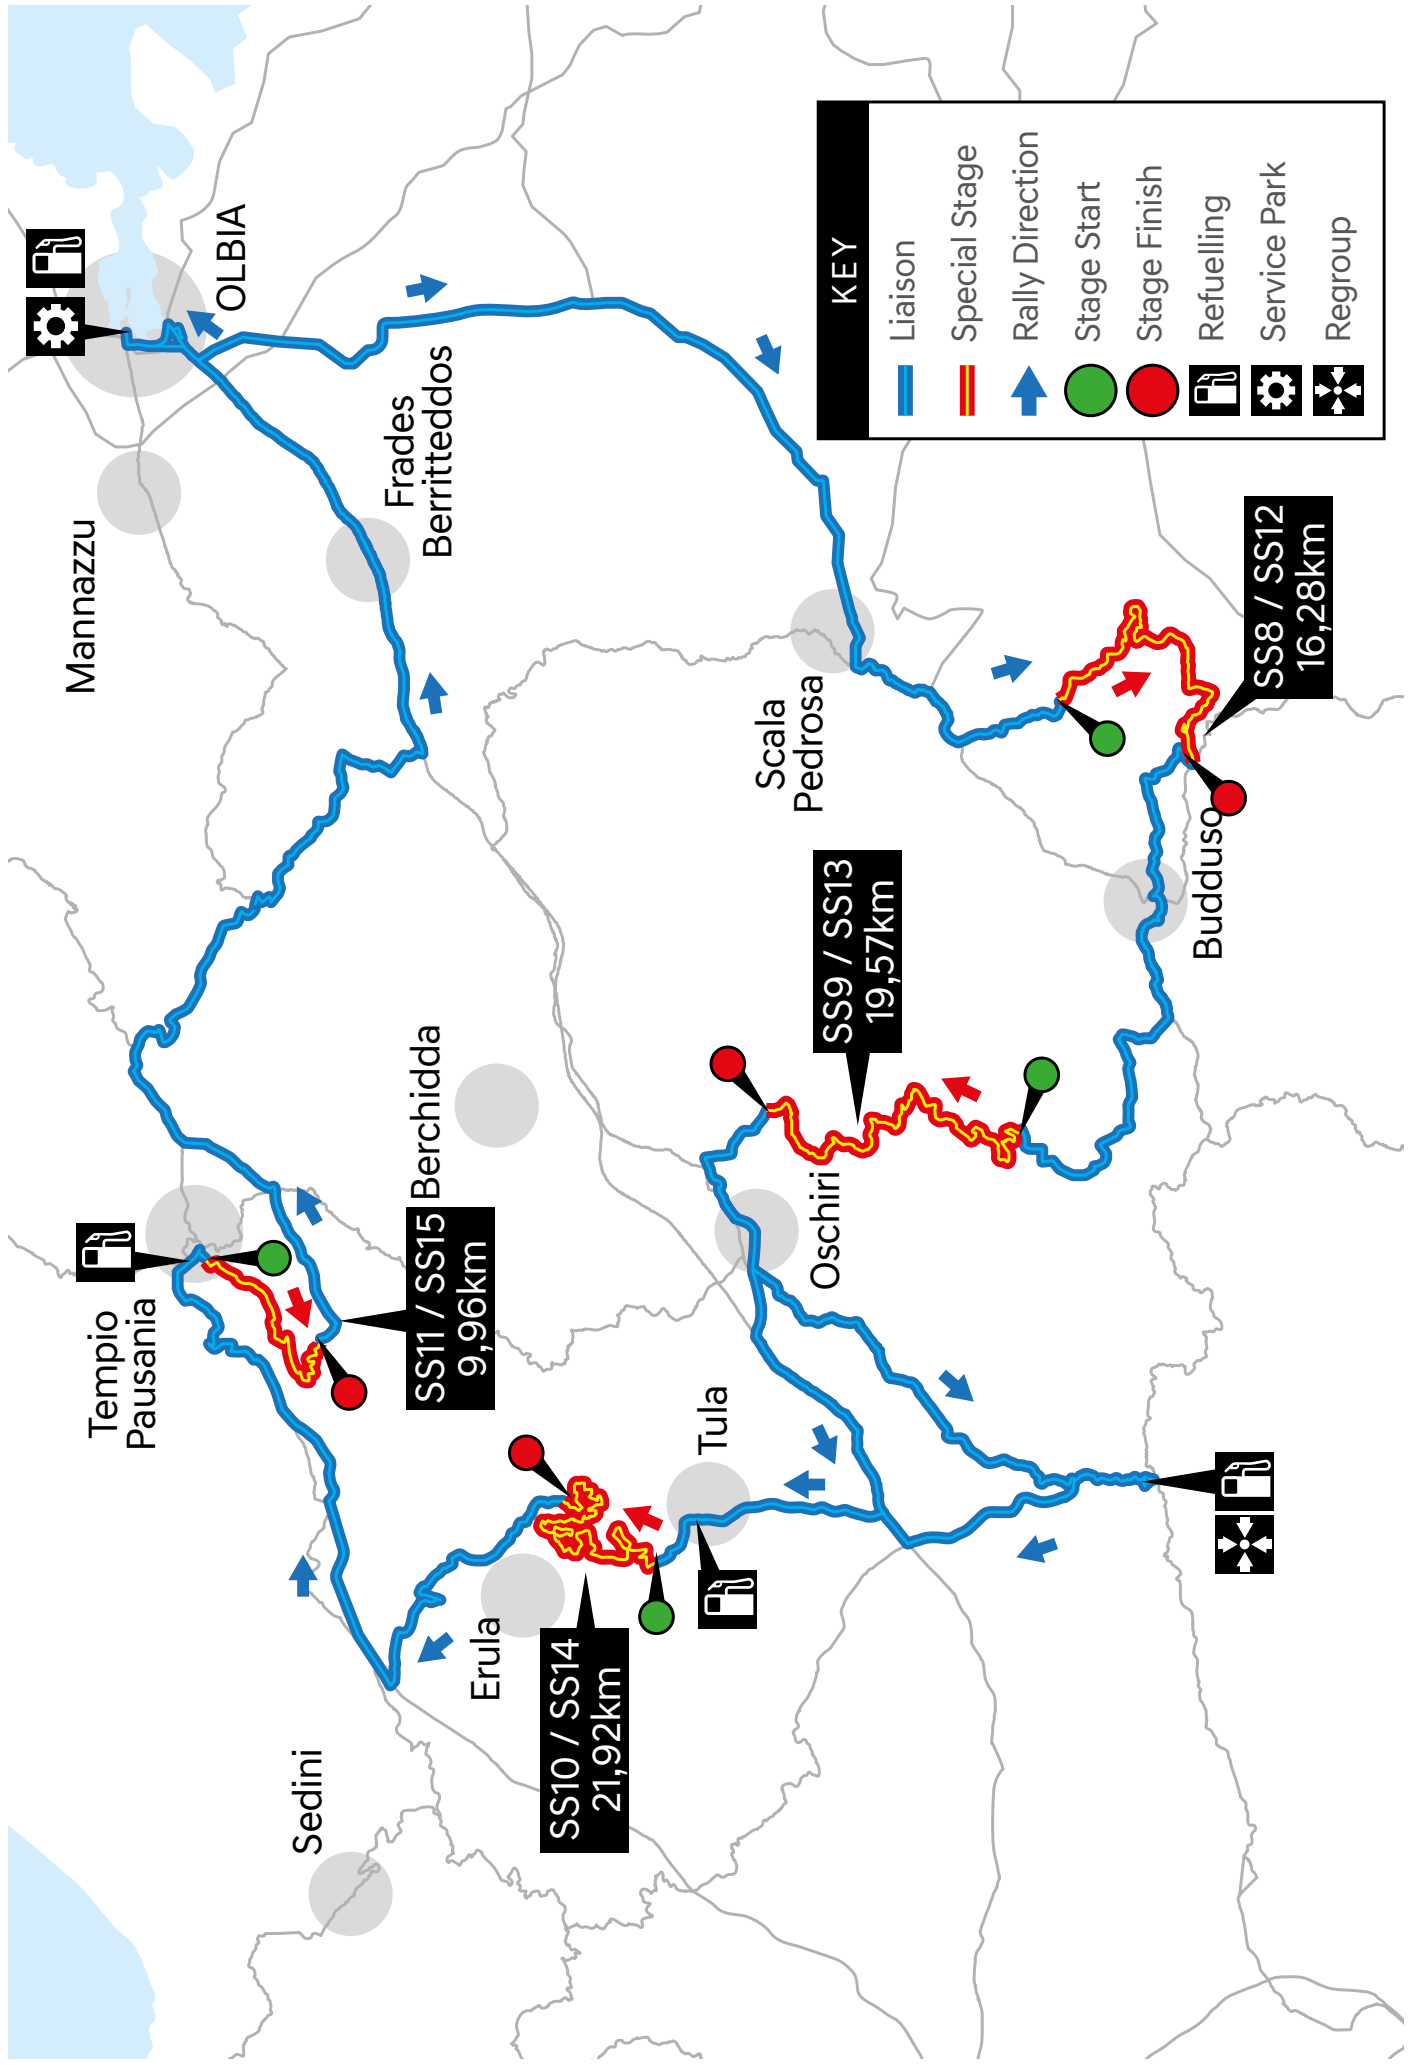 Sedini
Erula
SS10 / SS14
21,92km
Tempio
Pausania
SS11 / SS15
9,96km
Berchidda
Tula
Oschiri
SS9 / SS13
19,57km
Mannazzu
OLBIA
Frades
Berritteddos
Scala
Pedrosa
Budduso
SS8 / SS12
16,28km
KEY
Liaison
Special Stage
Rally Direction
Stage Start
Stage Finish
Refuelling
Service Park
Regroup